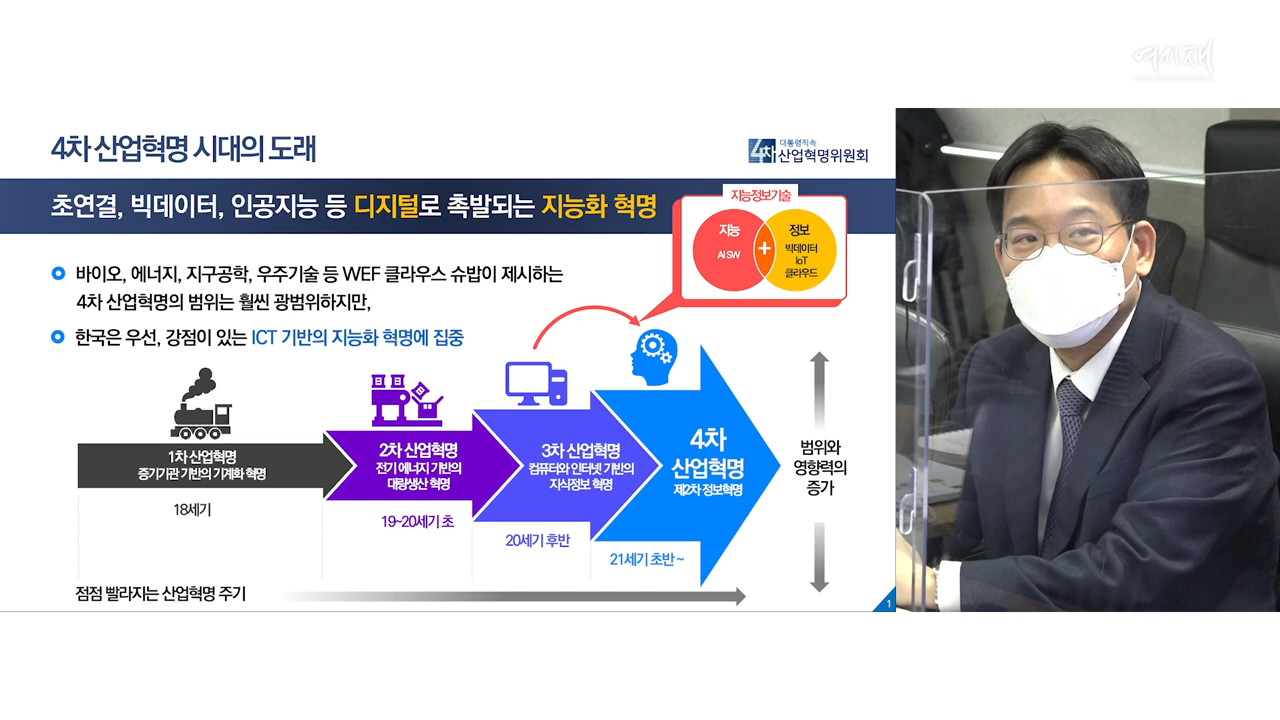 여시재
4차 산업혁명 시대의 도래
대통령직속
4차산업혁명위원회
초연결, 빅데이터, 인공지능 등 디지털로 촉발되는 지능화 혁명
지능정보기술
지능
AI SW
+
정보
빅데이터
IoT
클라우드
바이오, 에너지, 지구공학, 우주기술 등 WEF 클라우스 슈밥이 제시하는
4차 산업혁명의 범위는 훨씬 광범위하지만,
한국은 우선, 강점이 있는 ICT 기반의 지능화 혁명에 집중
1차 산업혁명
증기기관 기반의 기계화 혁명
18세기
2차 산업혁명
전기 에너지 기반의
대량생산 혁명
19~20세기 초
3차 산업혁명
컴퓨터와 인터넷 기반의
지식정보 혁명
20세기 후반
4차
산업혁명
제2차 정보혁명
21세기 초반 ~
범위와
영향력의
증가
점점 빨라지는 산업혁명 주기
1